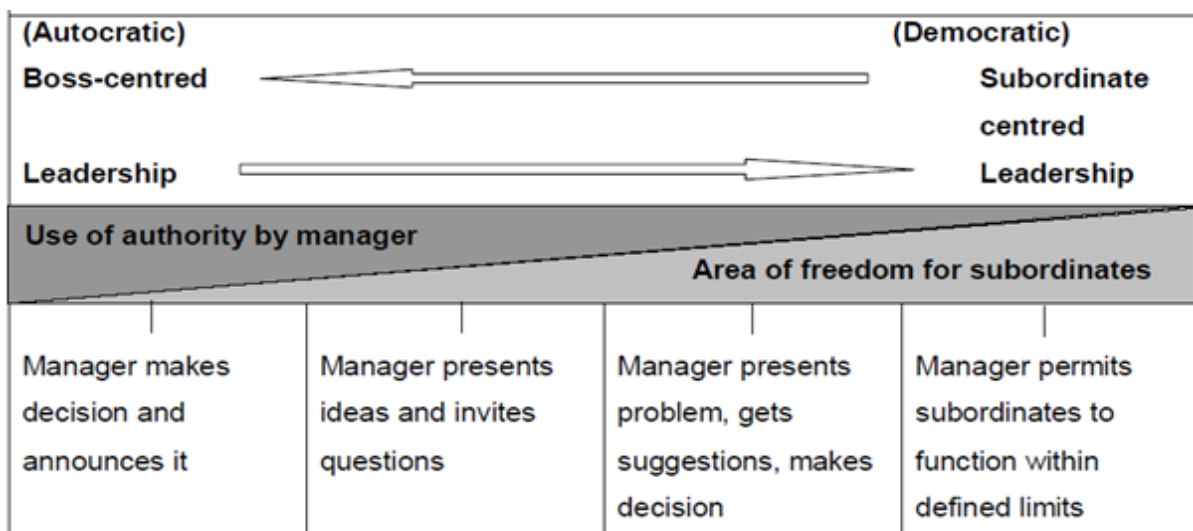 (Autocratic) (Democratic)
Boss-centred Subordinate
centred
Leadership Leadership
Use of authority by manager
Area of freedom for subordinates
Manager makes
decision and
announces it
Manager presents
ideas and invites
questions
Manager presents
problem, gets
suggestions, makes
decision
Manager permits
subordinates to
function within
defined limits